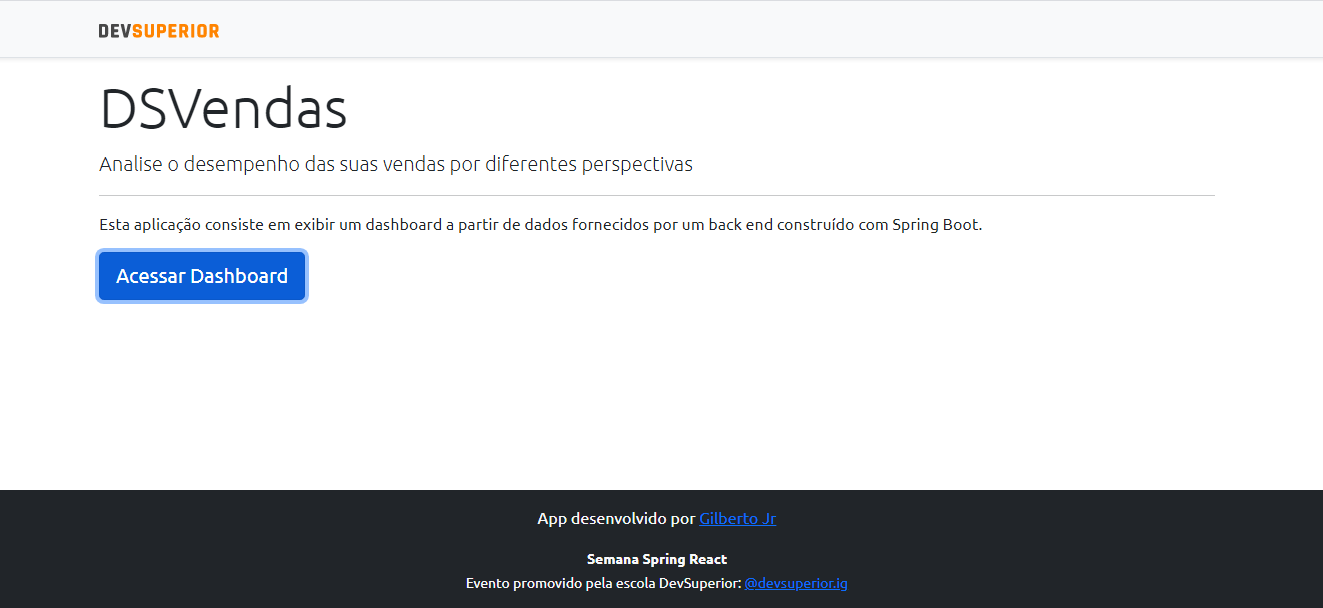 DEVSUPERIOR
DSVendas
Analise o desempenho das suas vendas por diferentes perspectivas
Esta aplicação consiste em exibir um dashboard a partir de dados fornecidos por um back end construído com Spring Boot.
Acessar Dashboard
App desenvolvido por Gilberto Jr
Semana Spring React
Evento promovido pela escola DevSuperior: @devsuperior.ig